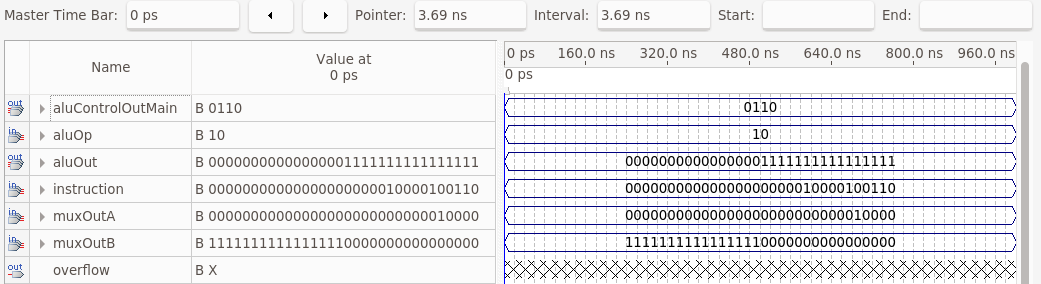 Master Time Bar: 0 ps Pointer: 3.69 ns Interval: 3.69 ns Start: End:
Name Value at 0 ps 160.0 ns 320.0 ns 480.0 ns 640.0 ns 800.0 ns 960.0 ns
0 ps 0 ps
out aluControlOutMain B 0110 0110
in aluOp B 10 10
out aluOut B 00000000000000001111111111111111 00000000000000001111111111111111
in instruction B 00000000000000000000010000100110 00000000000000000000010000100110
in muxOutA B 00000000000000000000000000010000 00000000000000000000000000010000
in muxOutB B 11111111111111110000000000000000 11111111111111110000000000000000
out overflow B X